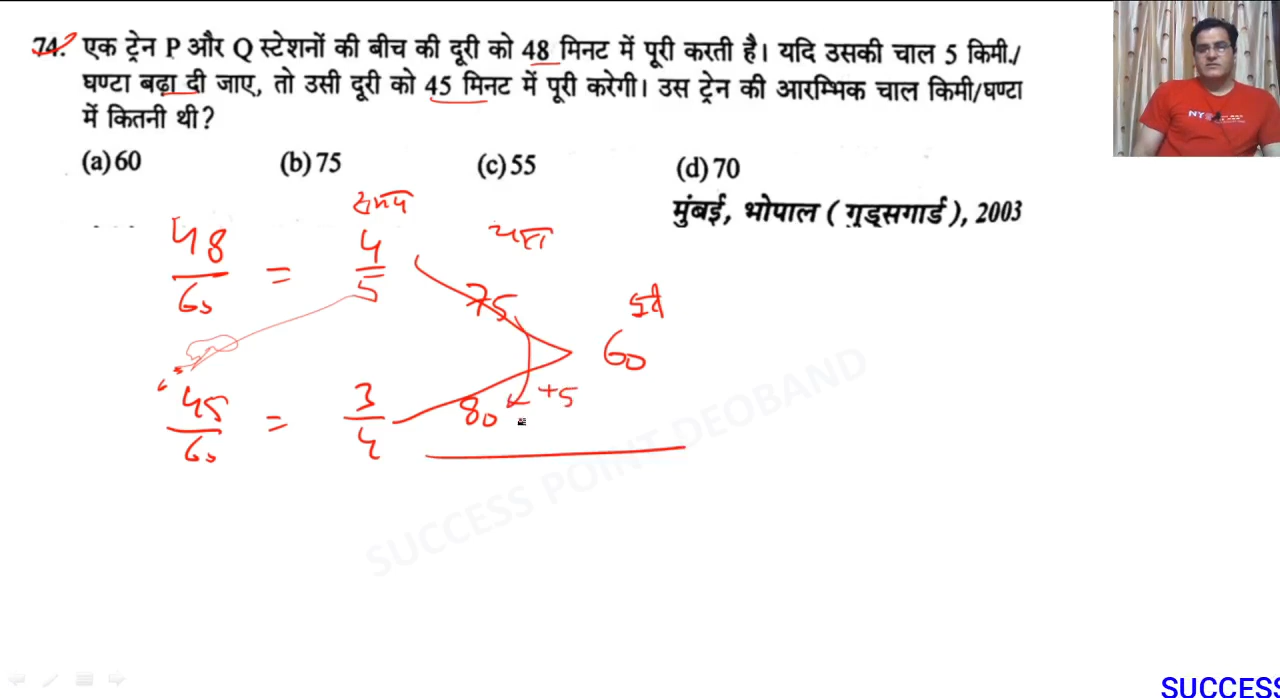 74. एक ट्रेन P और Q स्टेशनों की बीच की दूरी को 48 मिनट में पूरी करती है। यदि उसकी चाल 5 किमी./
घण्टा बढ़ा दी जाए, तो उसी दूरी को 45 मिनट में पूरी करेगी। उस ट्रेन की आरम्भिक चाल किमी/घण्टा
में कितनी थी?
(a) 60 (b) 75 (c) 55 (d) 70
मुंबई, भोपाल ( गुड्सगार्ड ), 2003
समय
48/60 = 4/5
75
60
45/60 = 3/4
80 +5
SUCCESS POINT DEOBAND
NY
SUCCESS